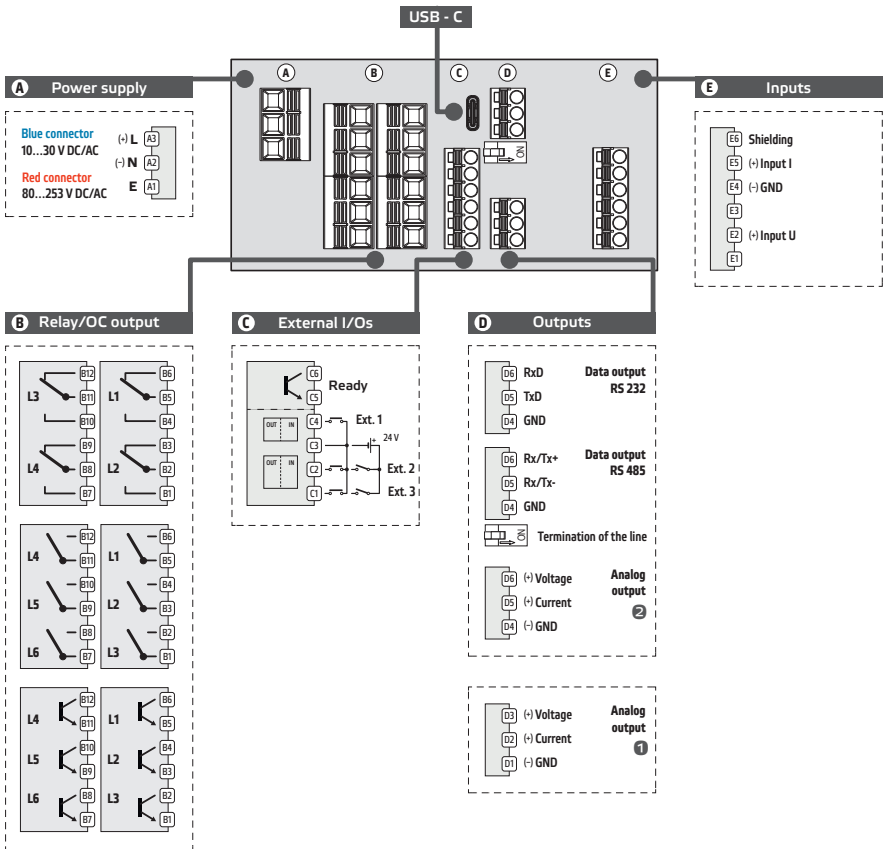 USB - C
A
B
C
D
E
ON
A Power supply
Blue connector
10...30 V DC/AC
Red connector
80...253 V DC/AC
(+) L A3
(-) N A2
E A1
E Inputs
E6 Shielding
E5 (+) Input I
E4 (-) GND
E3
E2 (+) Input U
E1
B Relay/OC output
L3
B12
B11
B10
L4
B9
B8
B7
L1
B6
B5
B4
L2
B3
B2
B1
L4
B12
B11
L5
B10
B9
L6
B8
B7
L1
B6
B5
L2
B4
B3
L3
B2
B1
L4
B12
B11
L5
B10
B9
L6
B8
B7
L1
B6
B5
L2
B4
B3
L3
B2
B1
C External I/Os
C6
Ready
C5
OUT IN
C4 Ext. 1
C3 + 24 V
OUT IN
C2 Ext. 2
C1 Ext. 3
D Outputs
D6 RxD
D5 TxD
D4 GND
Data output
RS 232
D6 Rx/Tx+
D5 Rx/Tx-
D4 GND
Data output
RS 485
ON Termination of the line
D6 (+) Voltage
D5 (+) Current
D4 (-) GND
Analog
output
2
D3 (+) Voltage
D2 (+) Current
D1 (-) GND
Analog
output
1